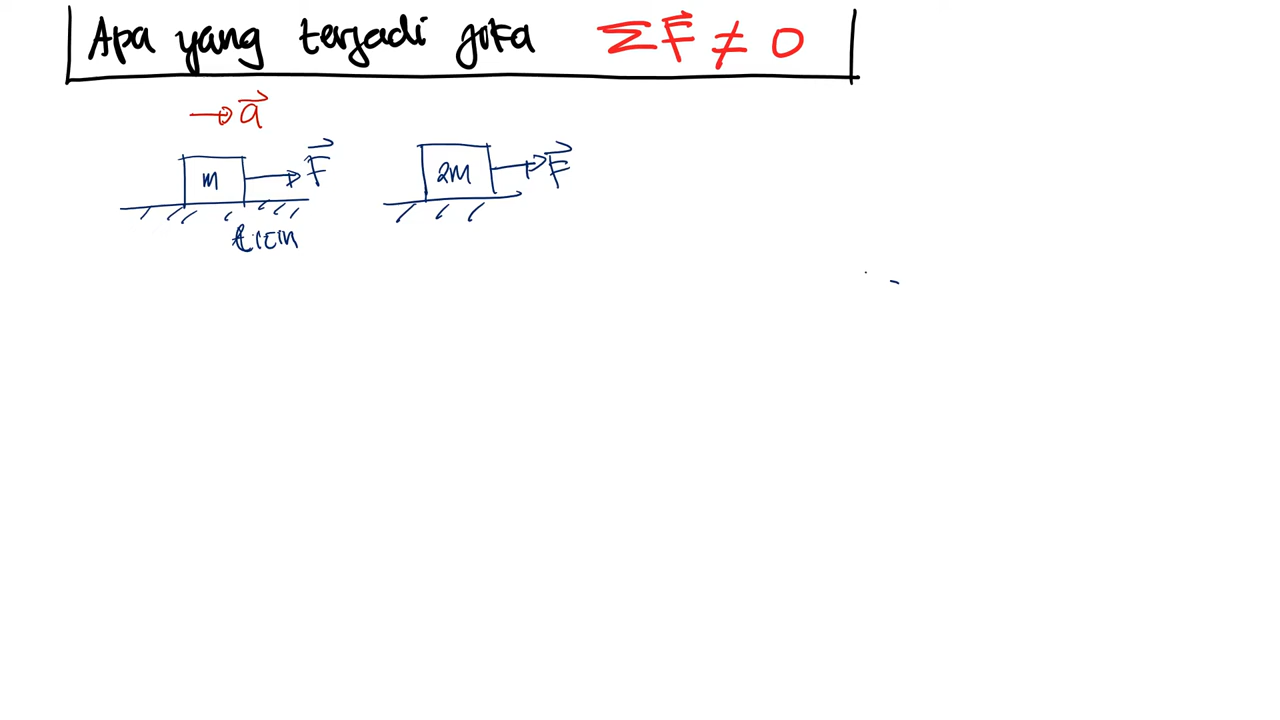 Apa yang terjadi jika ΣF⃗ ≠ 0
a⃗
m F⃗ 2m F⃗
licin